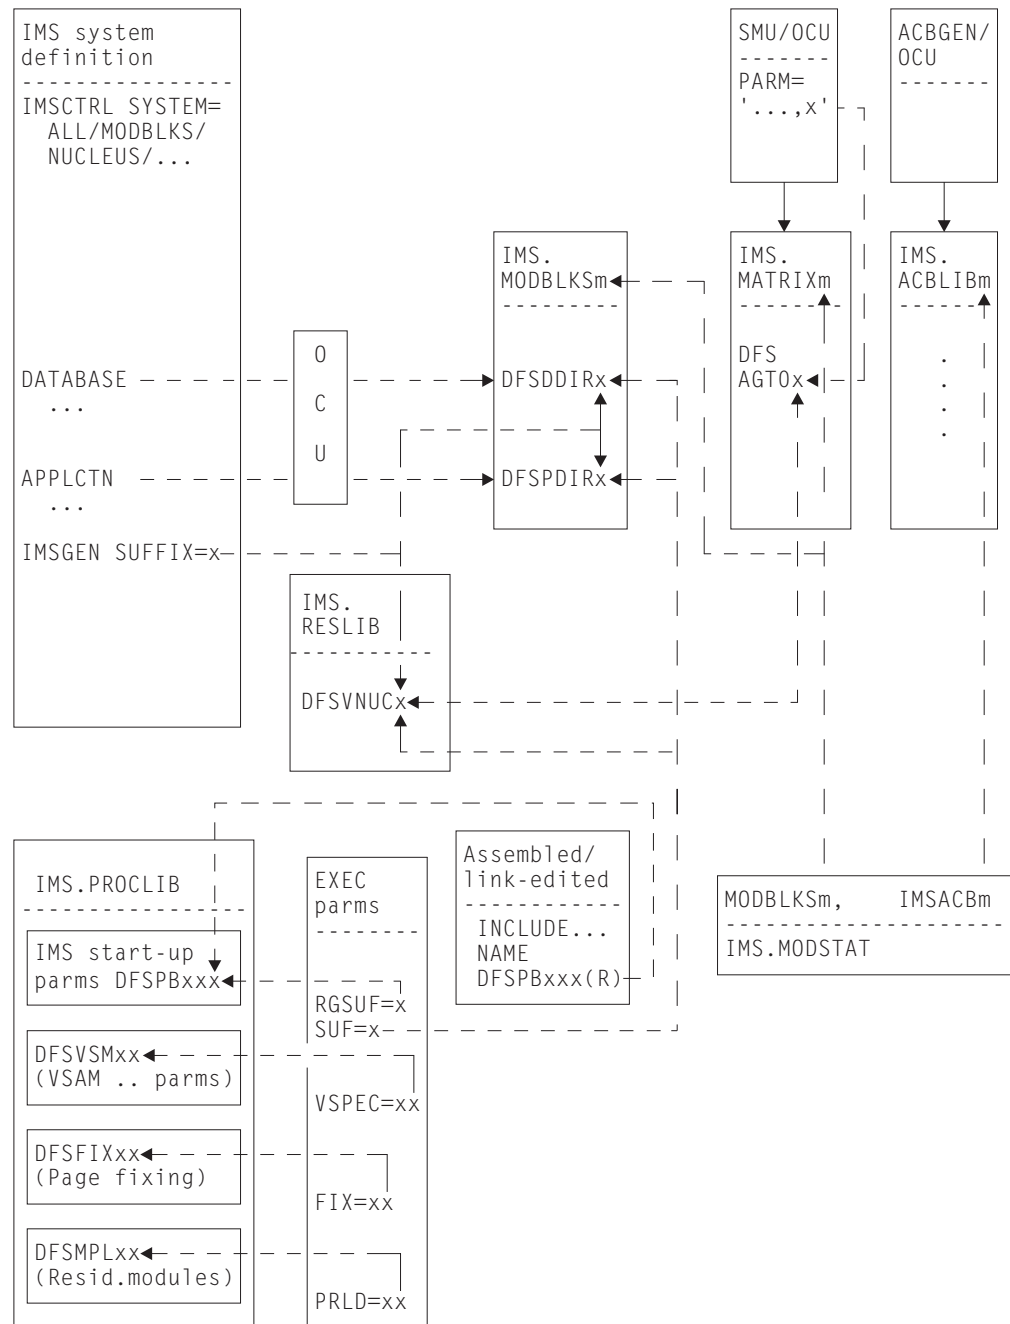 IMS system
definition
IMSCTRL SYSTEM=
ALL/MODBLKS/
NUCLEUS/...
DATABASE
...
APPLCTN
...
IMSGEN SUFFIX=x
O
C
U
IMS.
MODBLKSm
DFSDDIRx
DFSPDIRx
SMU/OCU
PARM=
'...,x'
ACBGEN/
OCU
IMS.
MATRIXm
DFS
AGTOx
IMS.
ACBLIBm
.
.
.
.
IMS.
RESLIB
DFSVNUCx
IMS.PROCLIB
IMS start-up
parms DFSPBxxx
DFSVSMxx
(VSAM .. parms)
DFSFIXxx
(Page fixing)
DFSMPLxx
(Resid.modules)
EXEC
parms
RGSUF=x
SUF=x
VSPEC=xx
FIX=xx
PRLD=xx
Assembled/
link-edited
INCLUDE...
NAME
DFSPBxxx(R)
MODBLKSm, IMSACBm
IMS.MODSTAT